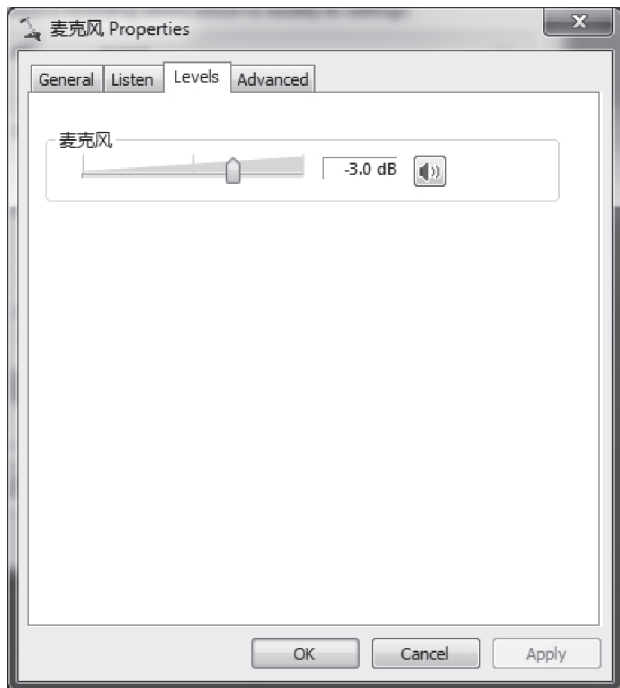 麦克风 Properties
General Listen Levels Advanced
麦克风
-3.0 dB
OK Cancel Apply